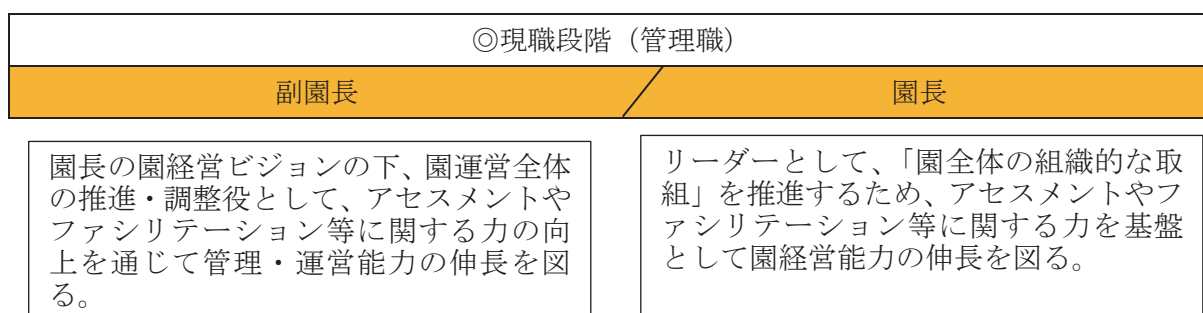 ◎現職段階（管理職）
副園長
園長
園長の園経営ビジョンの下、園運営全体
の推進・調整役として、アセスメントや
ファシリテーション等に関する力の向
上を通じて管理・運営能力の伸長を図
る。
リーダーとして、「園全体の組織的な取
組」を推進するため、アセスメントやフ
ァシリテーション等に関する力を基盤
として園経営能力の伸長を図る。